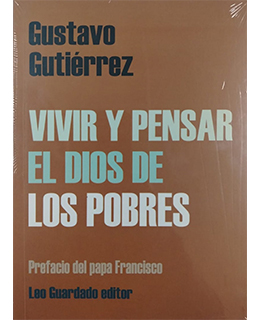 Gustavo
Gutiérrez
VIVIR Y PENSAR
EL DIOS DE
LOS POBRES
Prefacio del papa Francisco
Leo Guardado editor